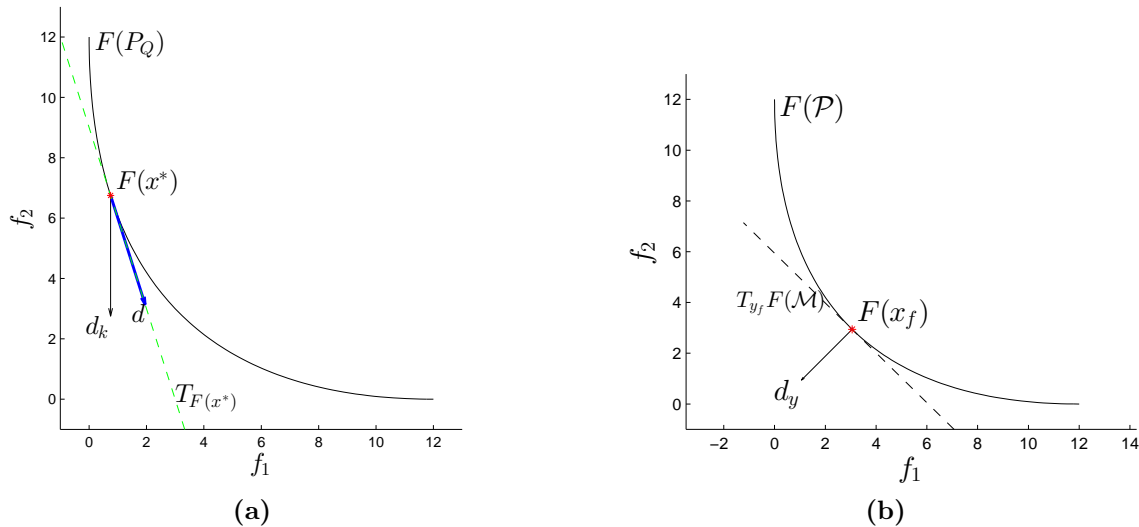 F(P_Q)
12
10
8
F(x*)
6
f_2
4
d_k
d
2
T_{F(x*)}
0
0 2 4 6 8 10 12
f_1
(a)
F(𝒫)
12
10
8
6
f_2
T_{y_f}F(ℳ)
4
F(x_f)
2
d_y
0
−2 0 2 4 6 8 10 12 14
f_1
(b)